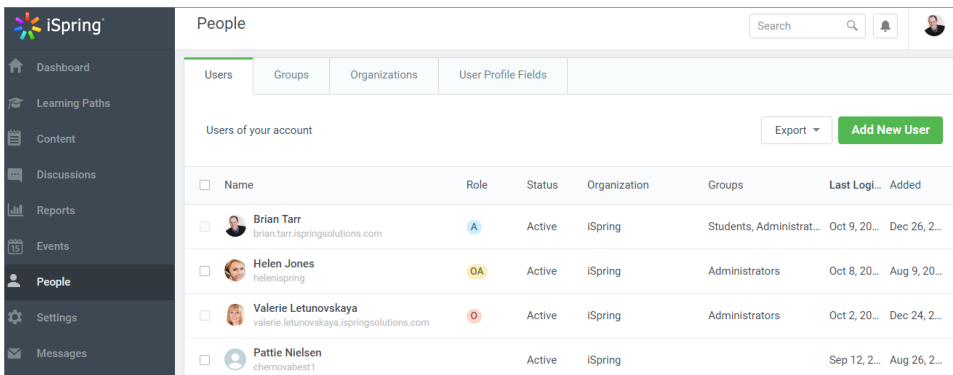 iSpring
People
Search
Dashboard
Learning Paths
Content
Discussions
Reports
15
Events
People
Settings
Messages
Users Groups Organizations User Profile Fields
Users of your account
Export
Add New User
Name Role Status Organization Groups Last Logi... Added
Brian Tarr
brian.tarr.ispringsolutions.com
A Active iSpring Students, Administrat... Oct 9, 20... Dec 26, 2...
Helen Jones
helenispring
OA Active iSpring Administrators Oct 8, 20... Aug 9, 20...
Valerie Letunovskaya
valerie.letunovskaya.ispringsolutions.com
O Active iSpring Administrators Oct 2, 20... Dec 24, 2...
Pattie Nielsen
chernovabest1
Active iSpring Sep 12, 2... Aug 26, 2...